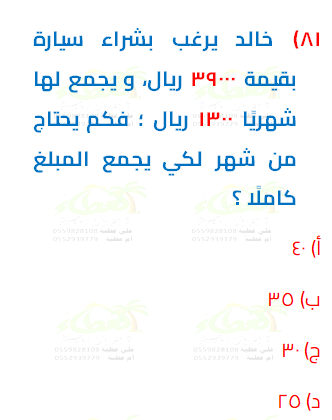 ٨١) خالد يرغب بشراء سيارة
بقيمة ٣٩٠٠٠ ريال، و يجمع لها
شهريًا ١٣٠٠ ريال ؛ فكم يحتاج
من شهر لكي يجمع المبلغ
كاملًا ؟
أ) ٤٠
ب) ٣٥
ج) ٣٠
د) ٢٥